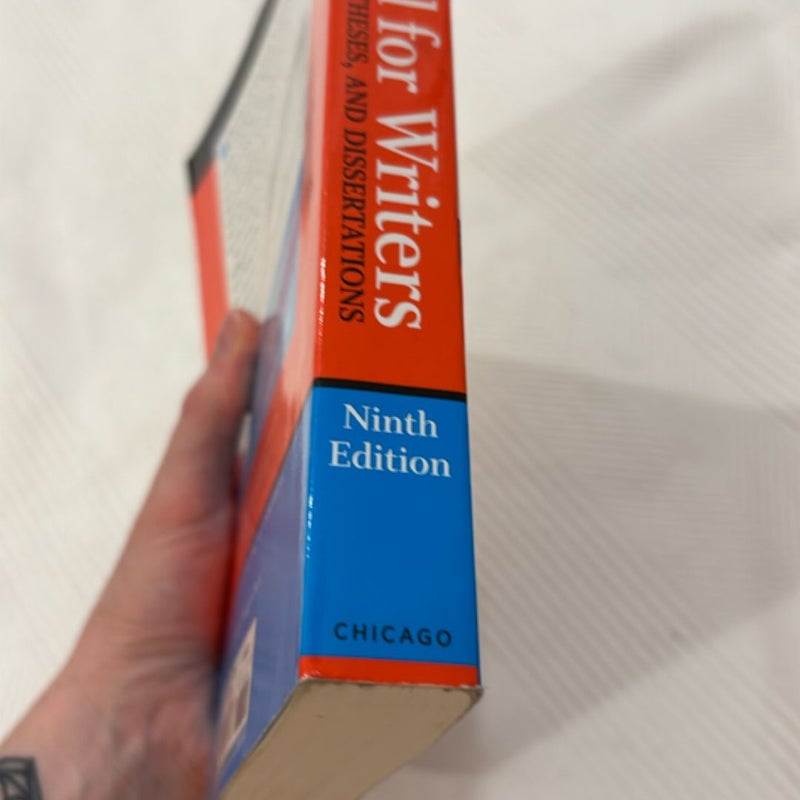 l for Writers
THESES, AND DISSERTATIONS
Ninth
Edition
CHICAGO